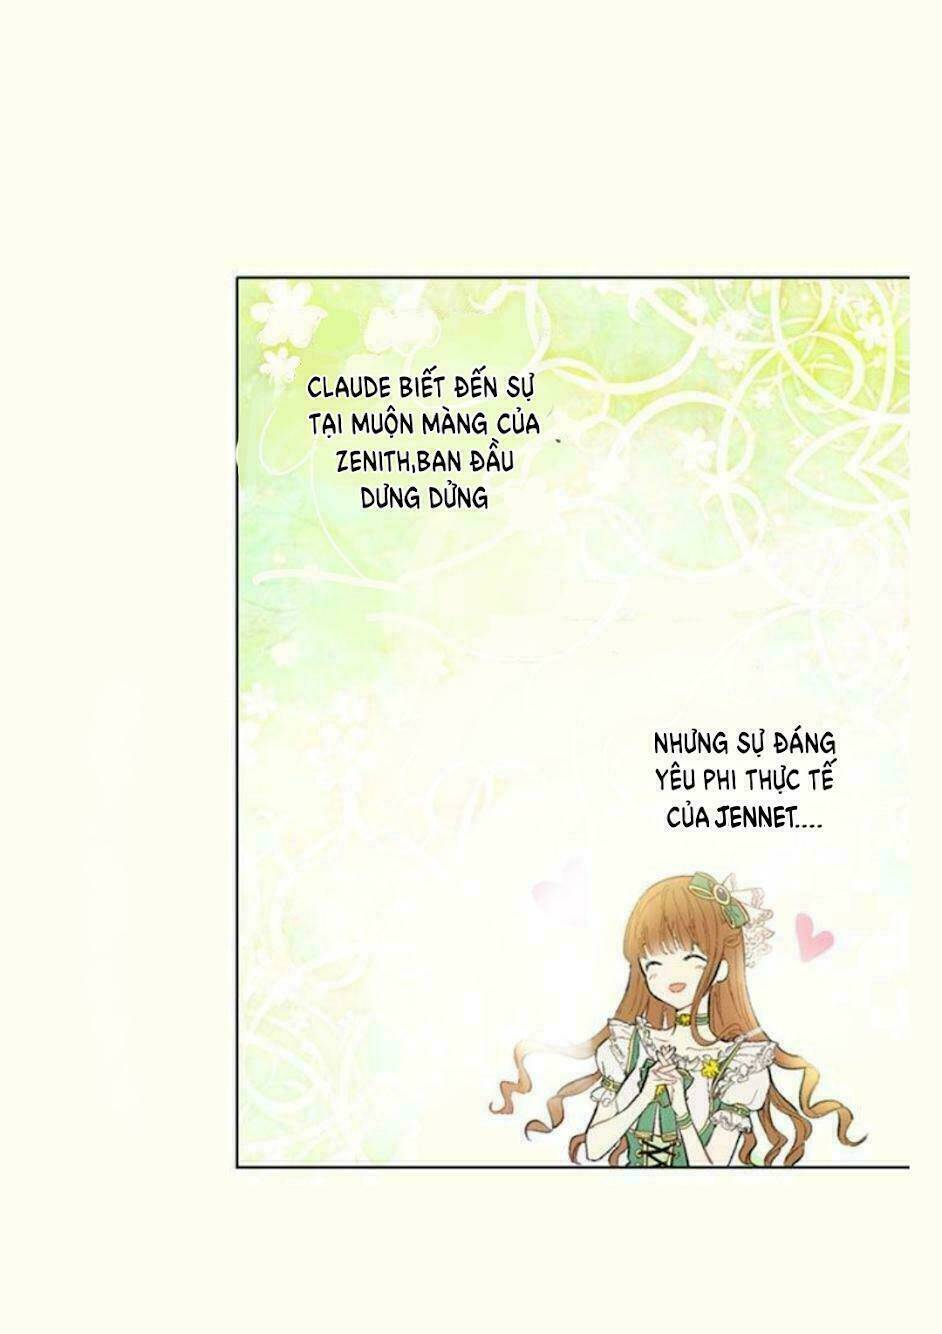 CLAUDE BIẾT ĐẾN SỰ
TẠI MUỘN MÀNG CỦA
ZENITH,BAN ĐẦU
DƯNG DỬNG
NHƯNG SỰ ĐÁNG
YÊU PHI THỰC TẾ
CỦA JENNET....